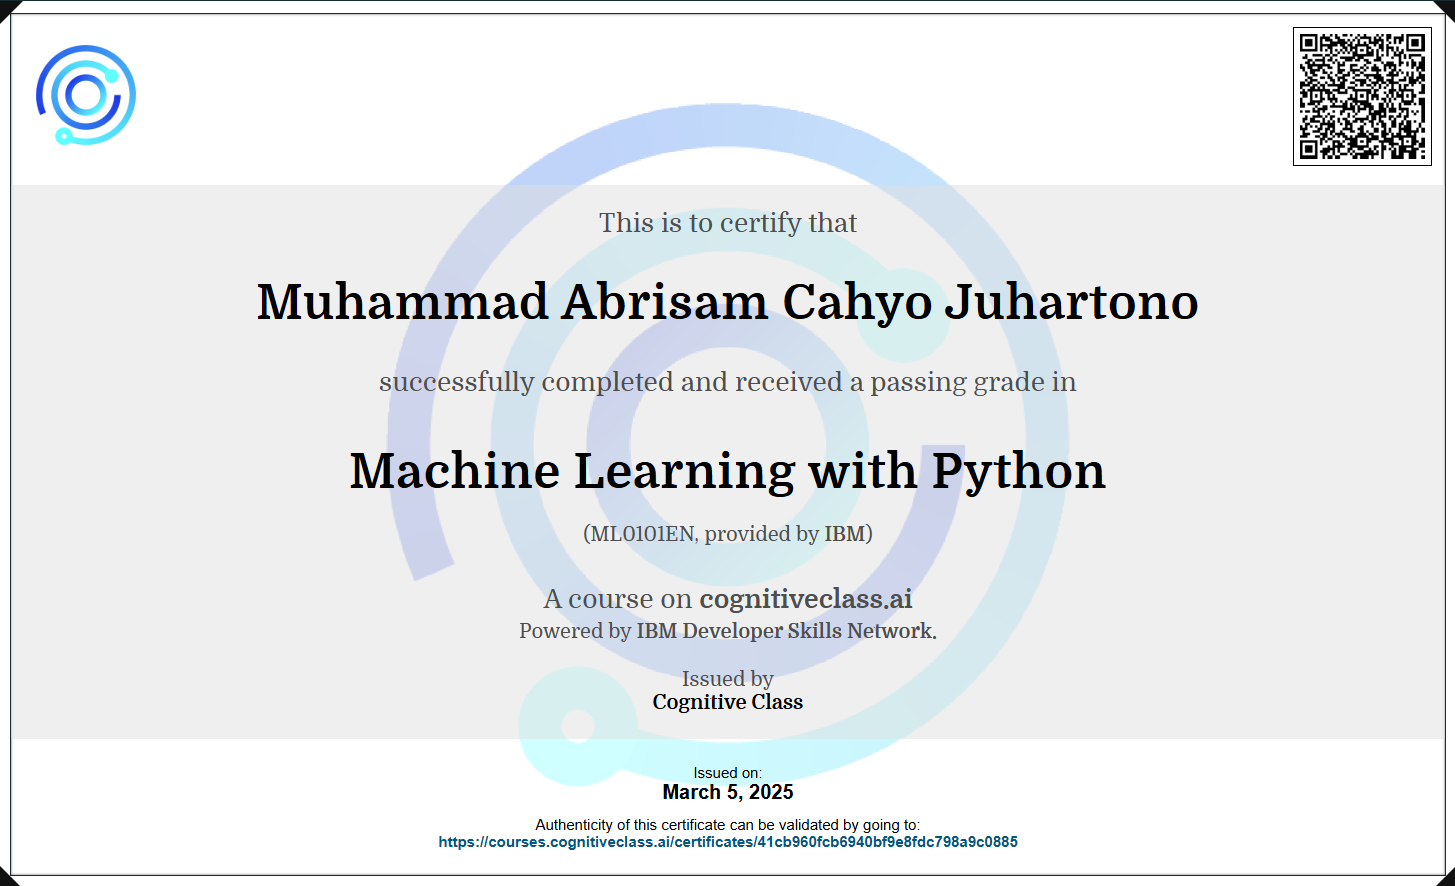 This is to certify that
Muhammad Abrisam Cahyo Juhartono
successfully completed and received a passing grade in
Machine Learning with Python
(ML0101EN, provided by IBM)
A course on cognitiveclass.ai
Powered by IBM Developer Skills Network.
Issued by
Cognitive Class
Issued on:
March 5, 2025
Authenticity of this certificate can be validated by going to:
https://courses.cognitiveclass.ai/certificates/41cb960fcb6940bf9e8fdc798a9c0885